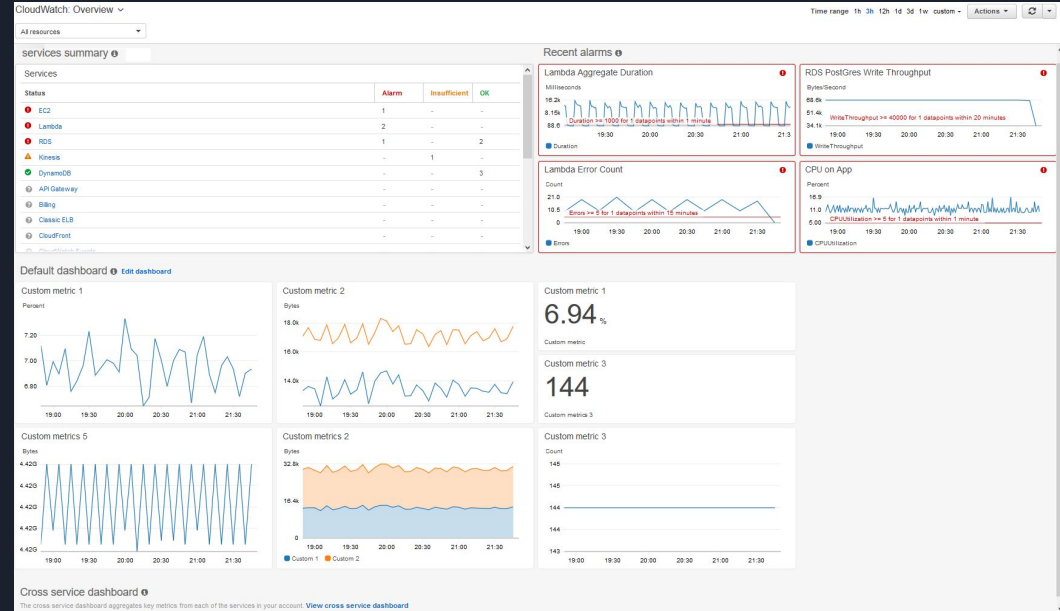 CloudWatch: Overview
Time range 1h 3h 12h 1d 3d 1w custom Actions
All resources
services summary
Services
Status Alarm Insufficient OK
EC2 1 - -
Lambda 2 - -
RDS 1 - 2
Kinesis - 1 -
DynamoDB - - 3
API Gateway - - -
Billing - - -
Classic ELB - - -
CloudFront - - -
Recent alarms
Lambda Aggregate Duration
Milliseconds
16.2k
8.15k
88.6
Duration >= 1000 for 1 datapoints within 1 minute
19:30 20:00 20:30 21:00 21:3
Duration
RDS PostGres Write Throughput
Bytes/Second
68.6k
51.4k
34.1k
WriteThroughput >= 40000 for 1 datapoints within 20 minutes
19:00 19:30 20:00 20:30 21:00 21:30
WriteThroughput
Lambda Error Count
Count
21.0
10.5
0
Errors >= 5 for 1 datapoints within 15 minutes
19:00 19:30 20:00 20:30 21:00 21:30
Errors
CPU on App
Percent
16.9
11.0
5.00
CPUUtilization >= 5 for 1 datapoints within 1 minute
19:00 19:30 20:00 20:30 21:00 21:30
CPUUtilization
Default dashboard Edit dashboard
Custom metric 1
Percent
7.20
7.00
6.80
19:00 19:30 20:00 20:30 21:00 21:30
Custom metric 2
Bytes
18.0k
16.0k
14.0k
19:00 19:30 20:00 20:30 21:00 21:30
Custom metric 1
6.94 %
Custom metric
Custom metric 3
144
Custom metrics 3
Custom metrics 5
Bytes
4.42G
4.42G
4.42G
4.42G
4.42G
19:00 19:30 20:00 20:30 21:00 21:30
Custom metrics 2
Bytes
32.8k
16.4k
0
19:00 19:30 20:00 20:30 21:00 21:30
Custom 1 Custom 2
Custom metric 3
Count
145
145
144
144
143
19:00 19:30 20:00 20:30 21:00 21:30
Cross service dashboard
The cross service dashboard aggregates key metrics from each of the services in your account. View cross service dashboard